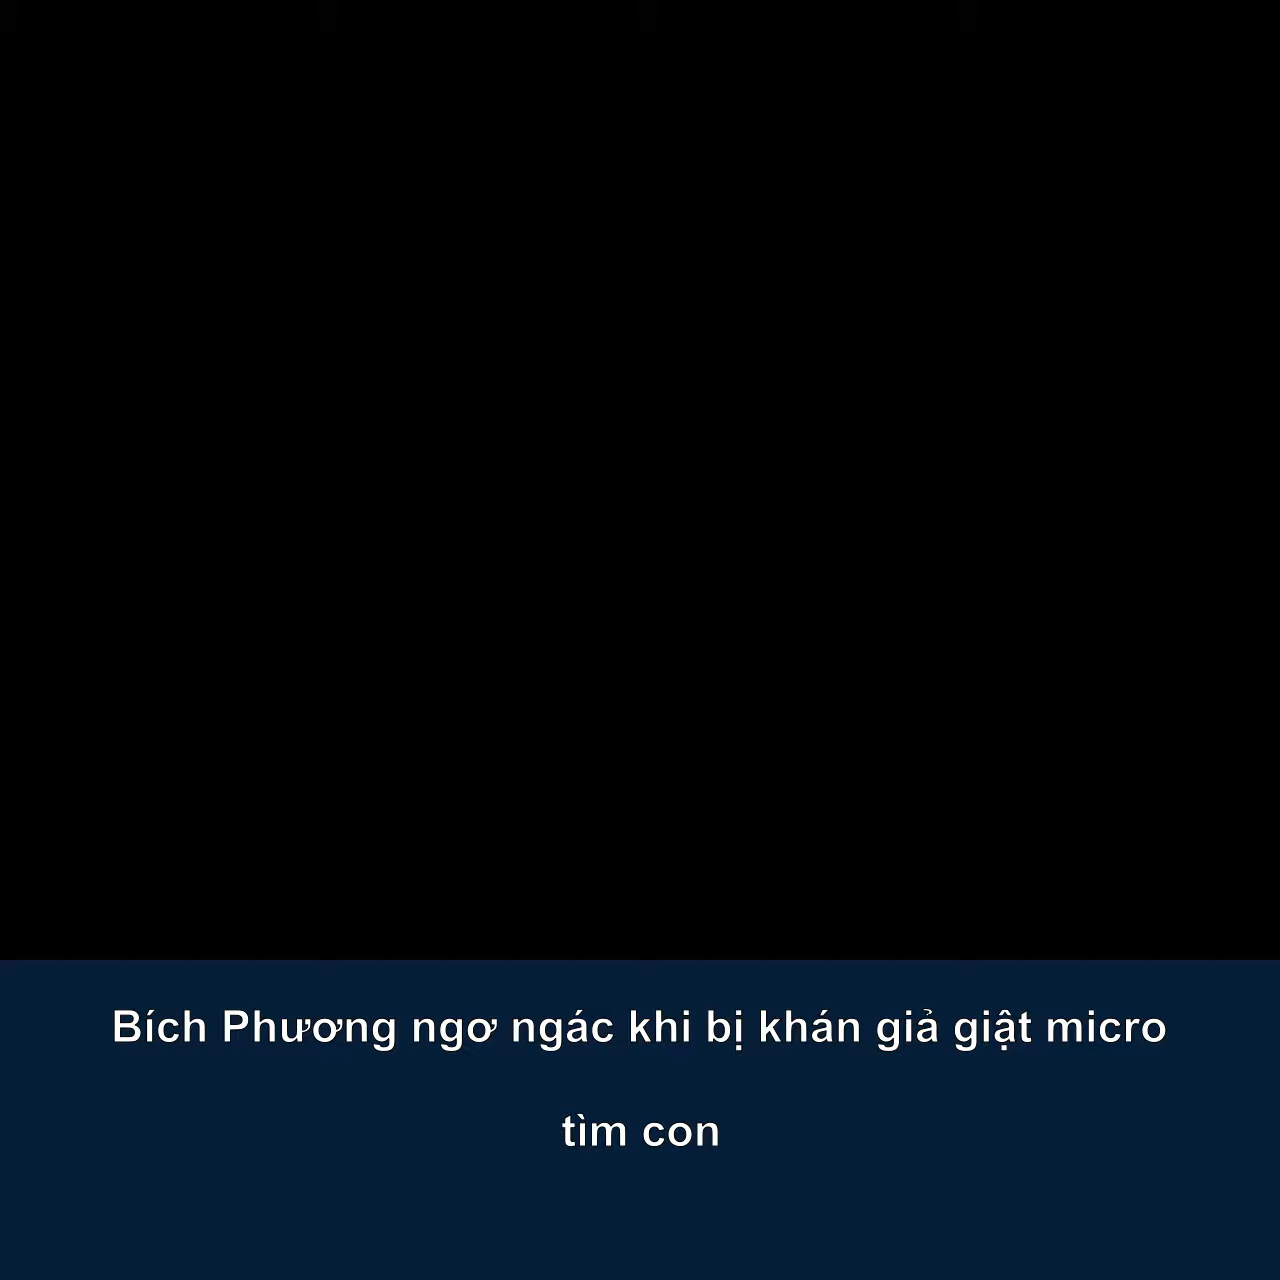 Bích Phương ngơ ngác khi bị khán giả giật micro
tìm con